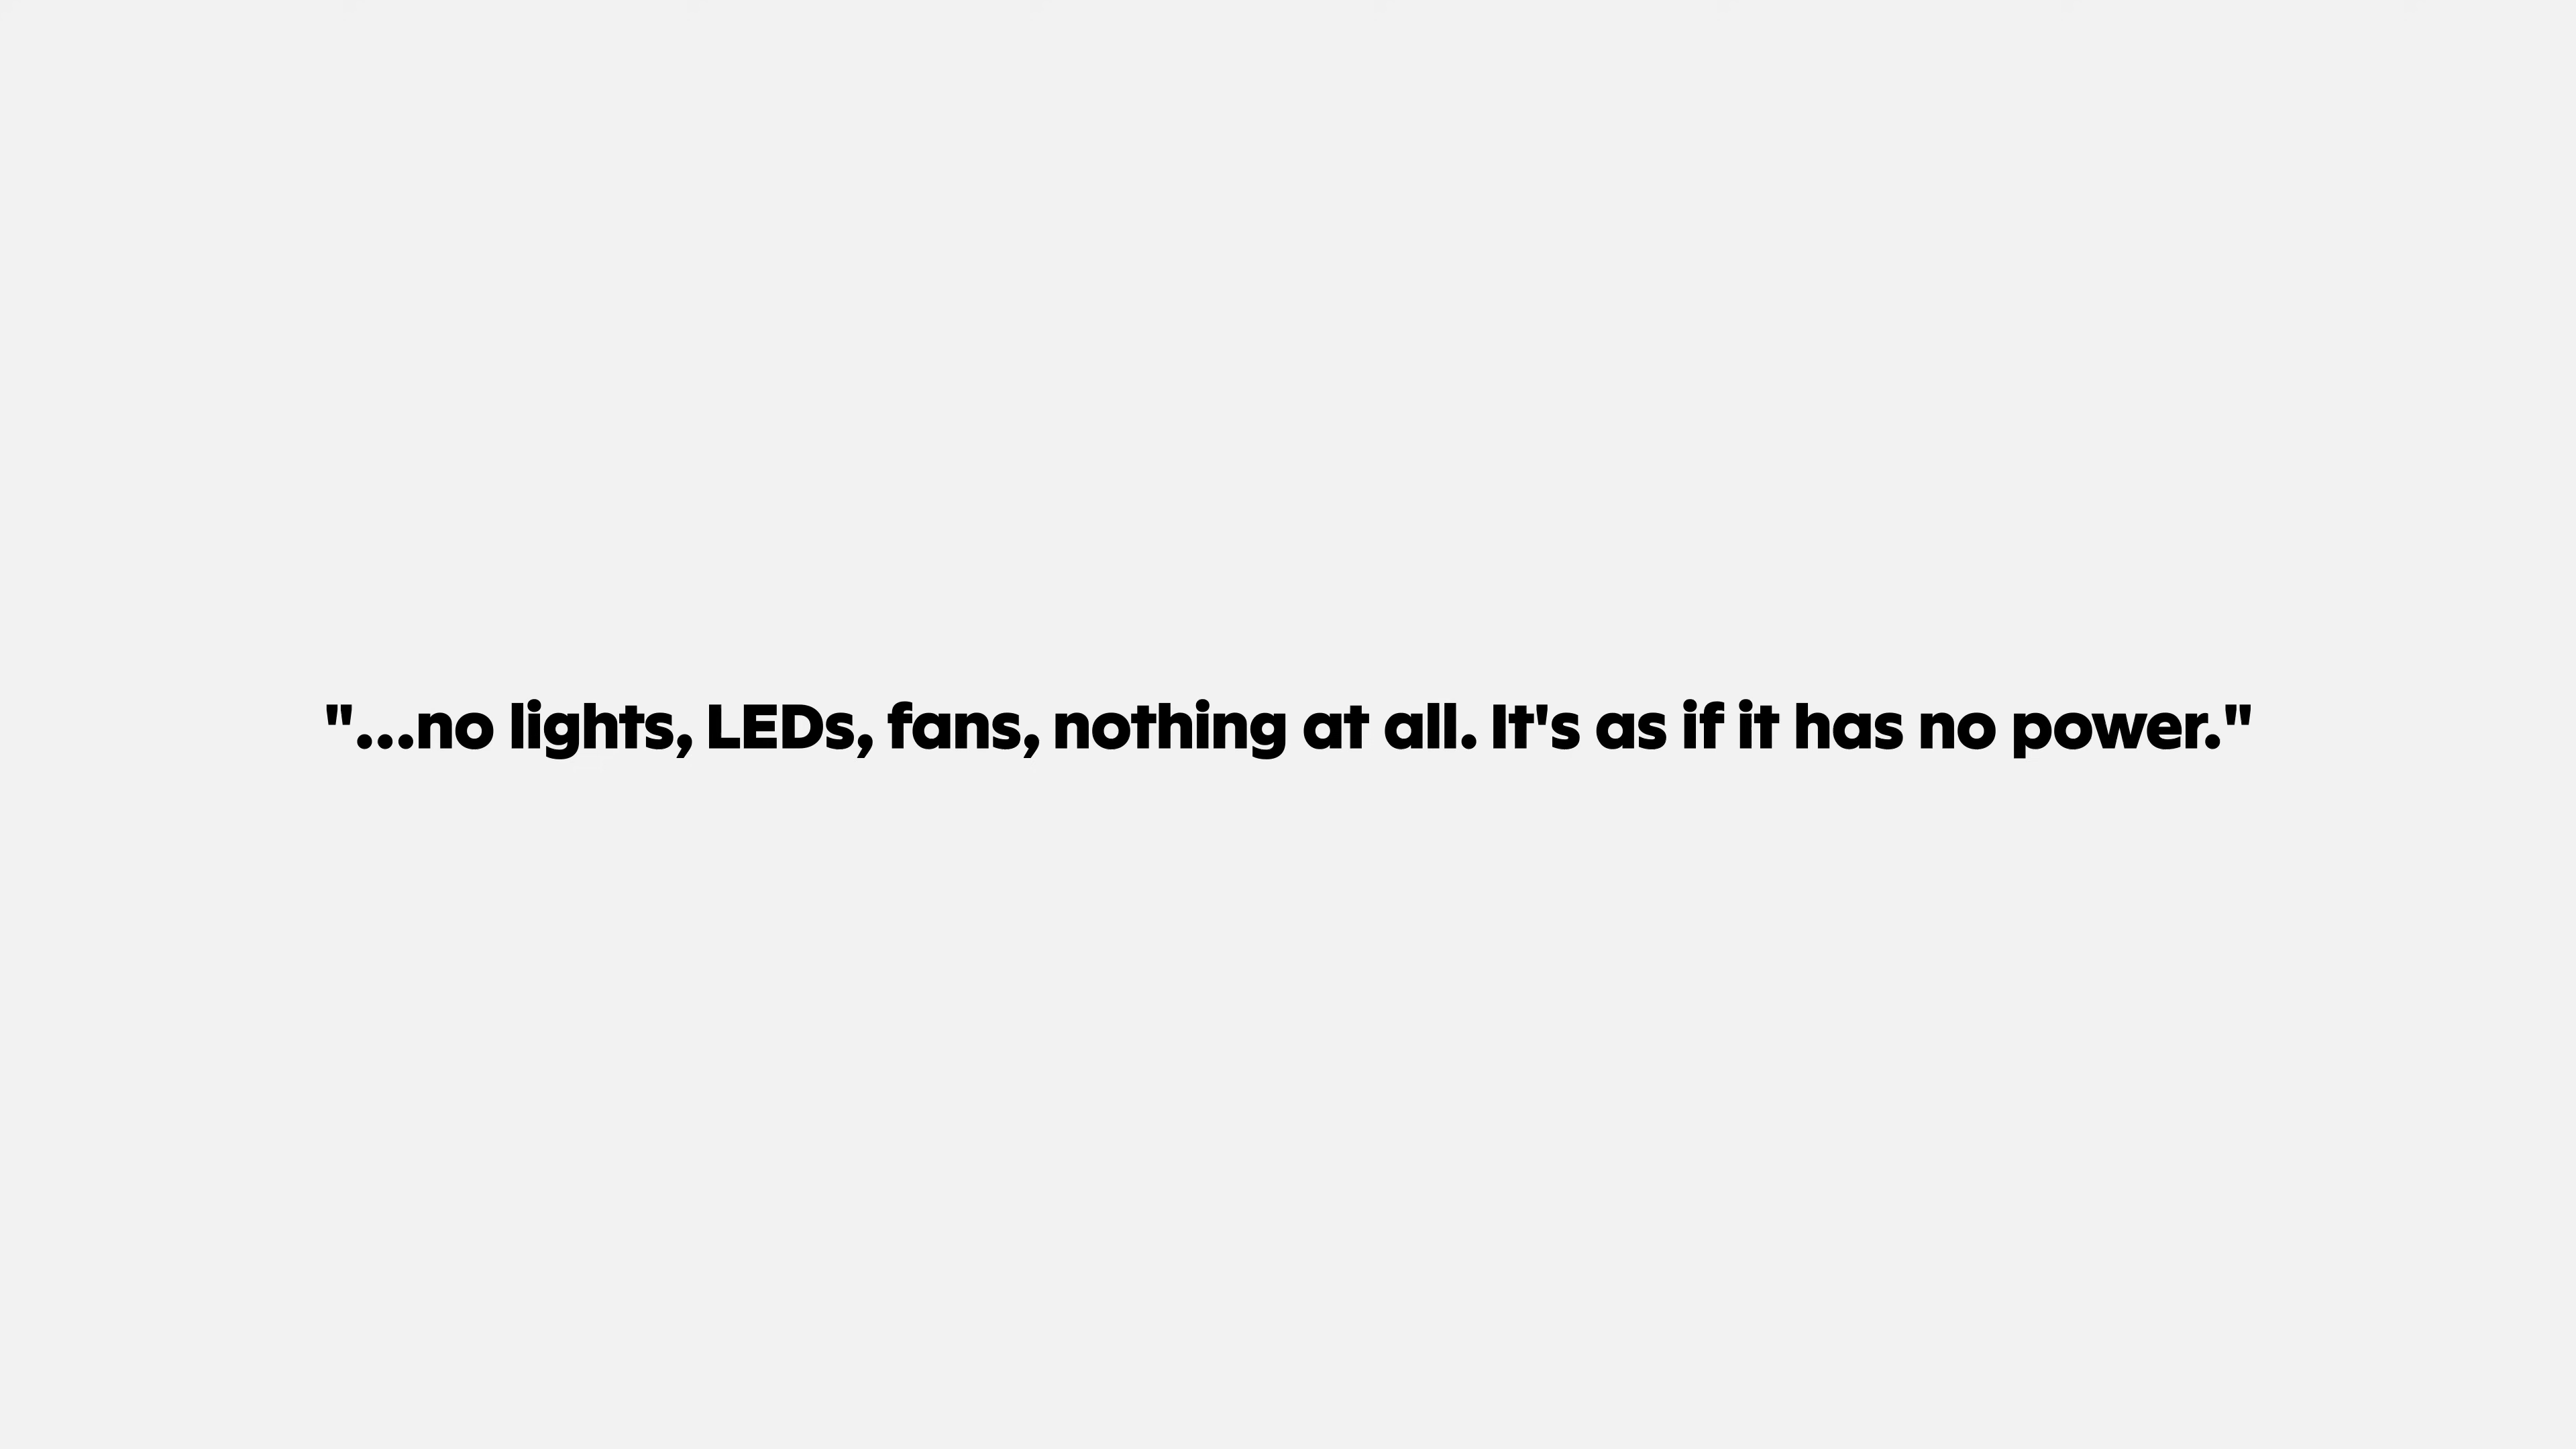 "...no lights, LEDs, fans, nothing at all. It's as if it has no power."